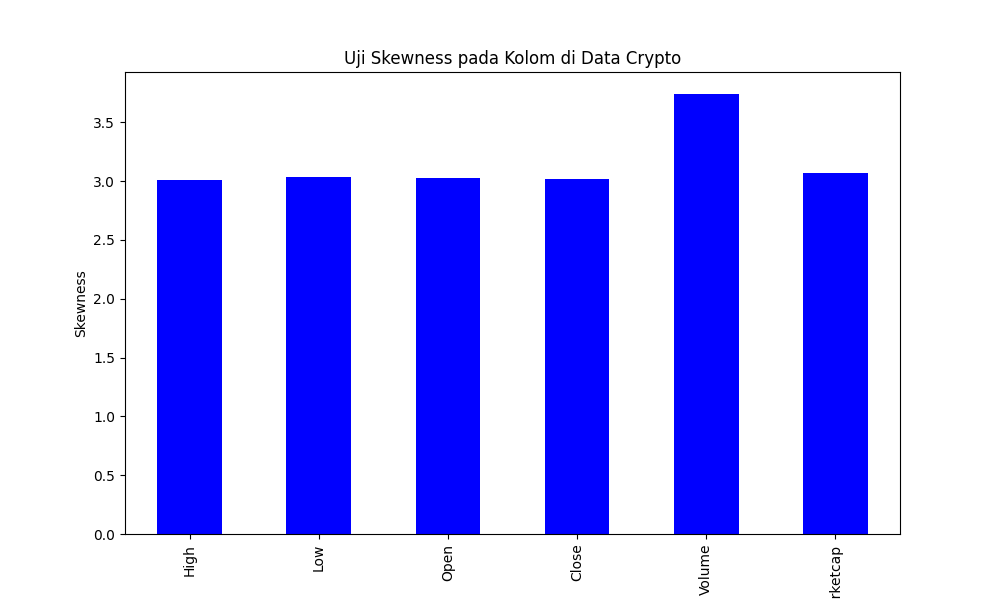 Uji Skewness pada Kolom di Data Crypto
Skewness
3.5
3.0
2.5
2.0
1.5
1.0
0.5
0.0
High
Low
Open
Close
Volume
rketcap